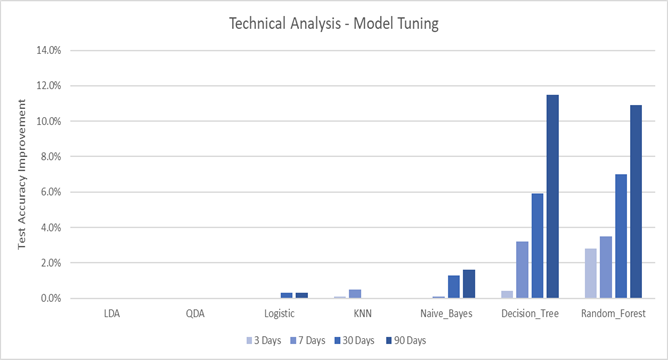 Technical Analysis - Model Tuning
14.0%
12.0%
10.0%
8.0%
6.0%
4.0%
2.0%
0.0%
Test Accuracy Improvement
LDA QDA Logistic KNN Naive_Bayes Decision_Tree Random_Forest
3 Days 7 Days 30 Days 90 Days